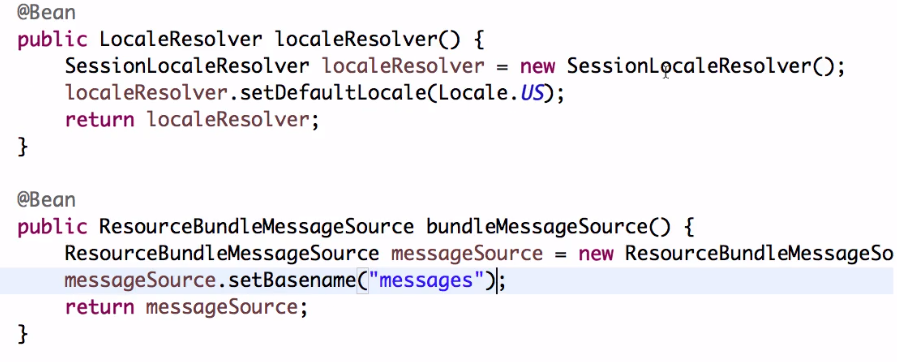 @Bean
public LocaleResolver localeResolver() {
    SessionLocaleResolver localeResolver = new SessionLocaleResolver();
    localeResolver.setDefaultLocale(Locale.US);
    return localeResolver;
}
@Bean
public ResourceBundleMessageSource bundleMessageSource() {
    ResourceBundleMessageSource messageSource = new ResourceBundleMessageSo
    messageSource.setBasename("messages");
    return messageSource;
}